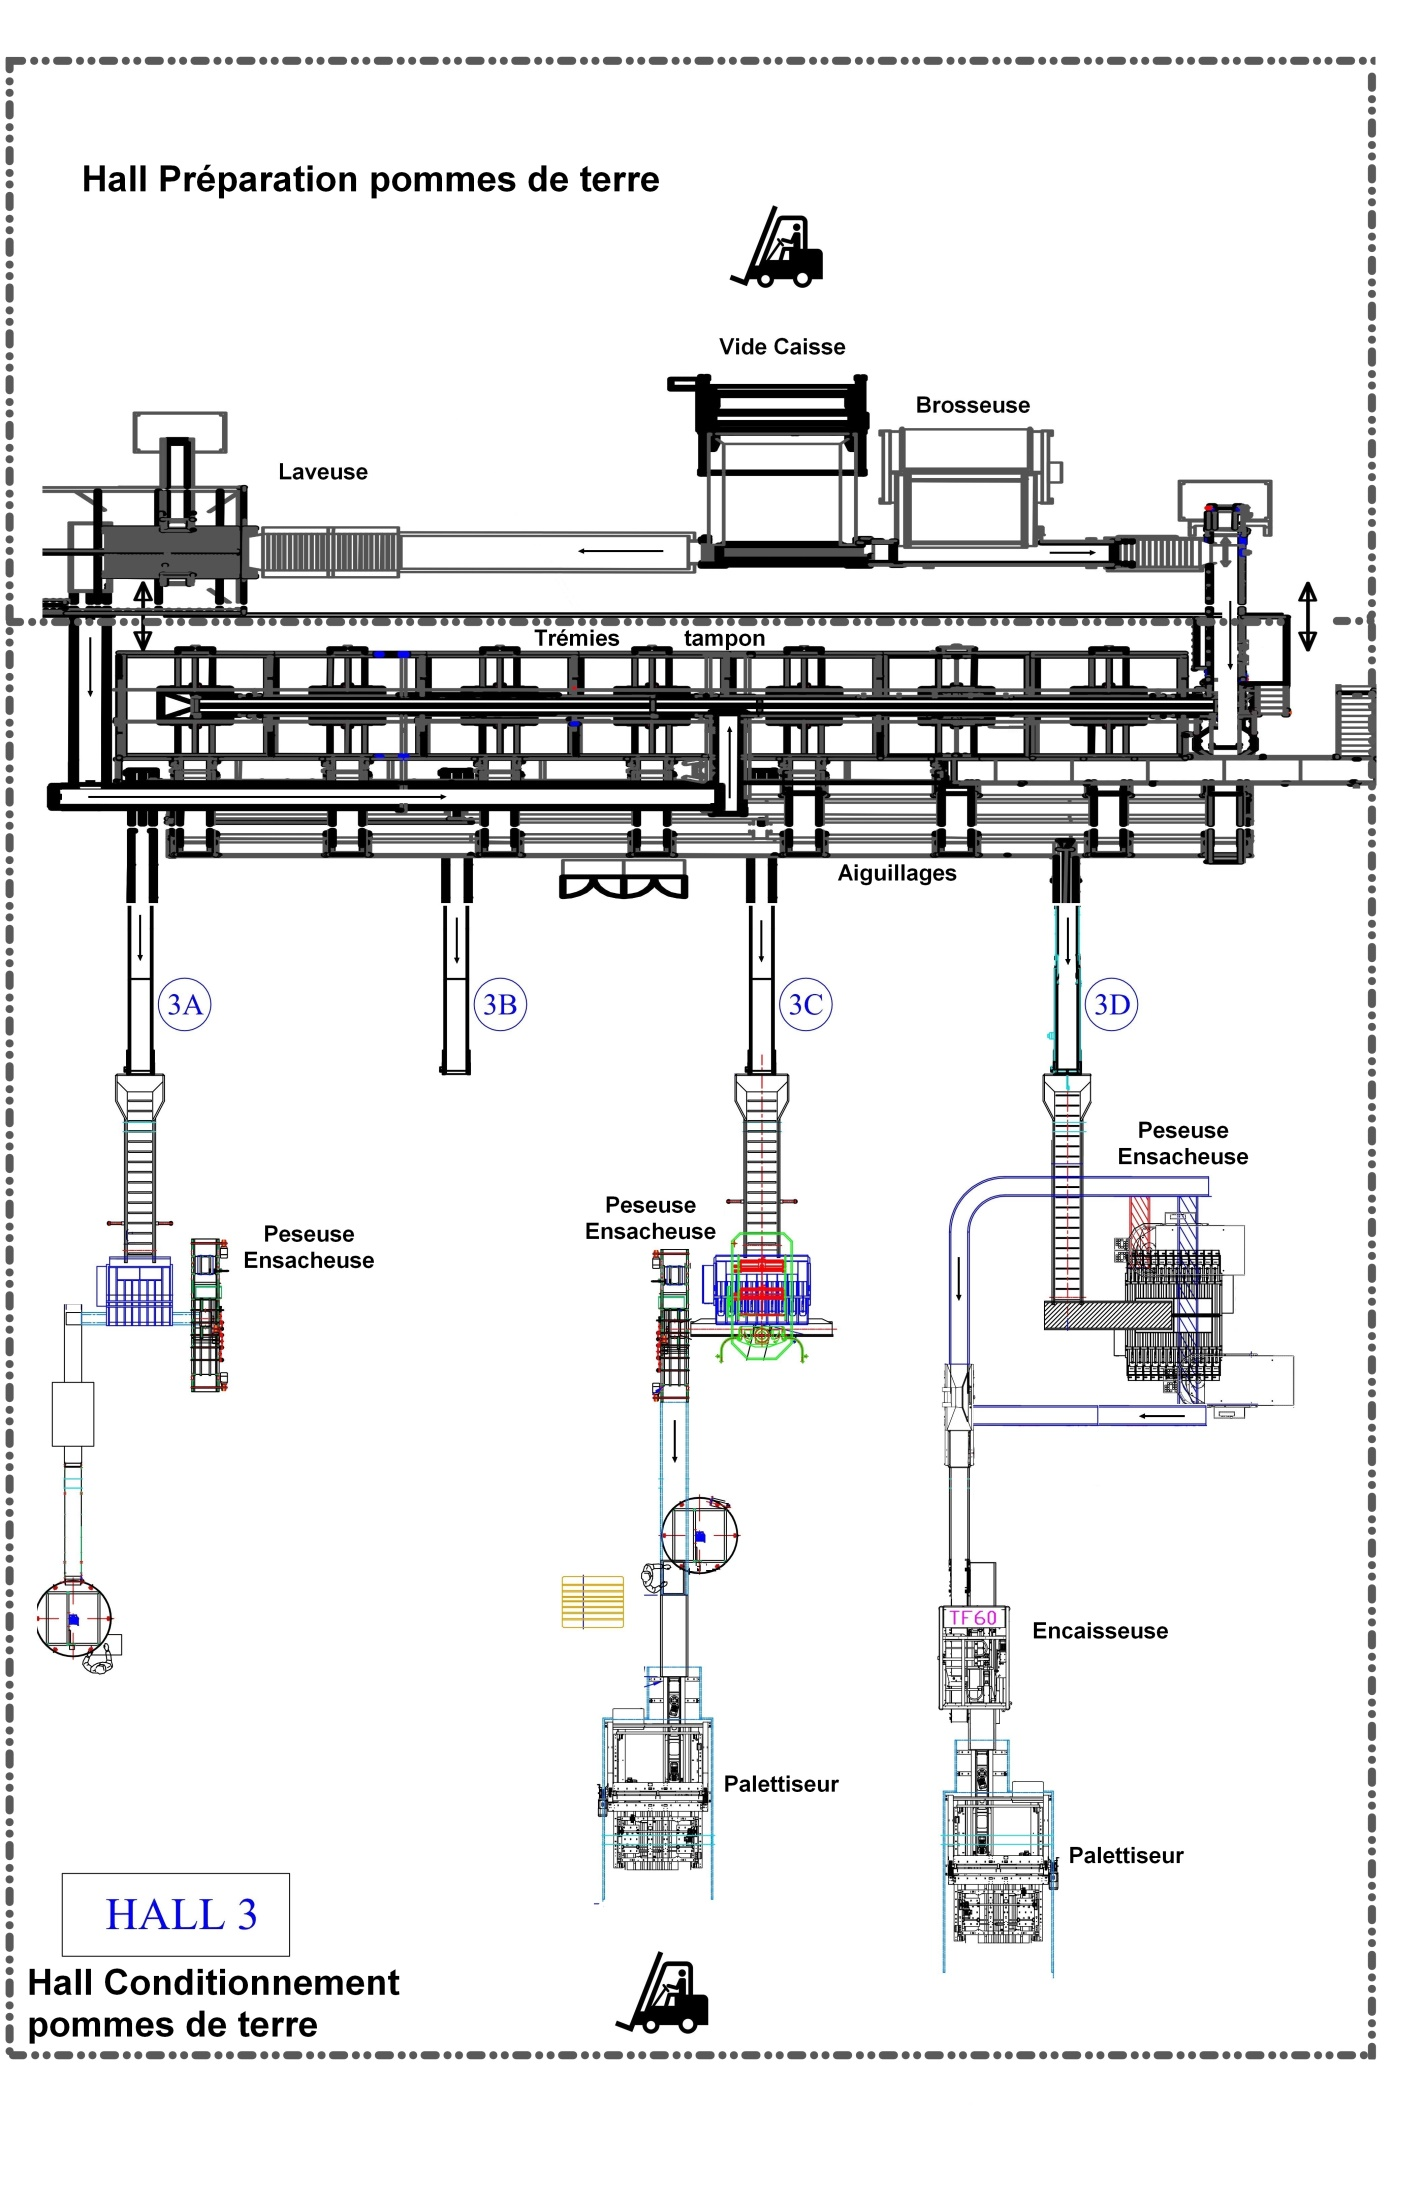 Hall Préparation pommes de terre
Vide Caisse
Brosseuse
Laveuse
Trémies tampon
Aiguillages
3A
3B
3C
3D
Peseuse
Ensacheuse
Peseuse
Ensacheuse
Peseuse
Ensacheuse
TF60
Encaisseuse
Palettiseur
Palettiseur
HALL 3
Hall Conditionnement
pommes de terre